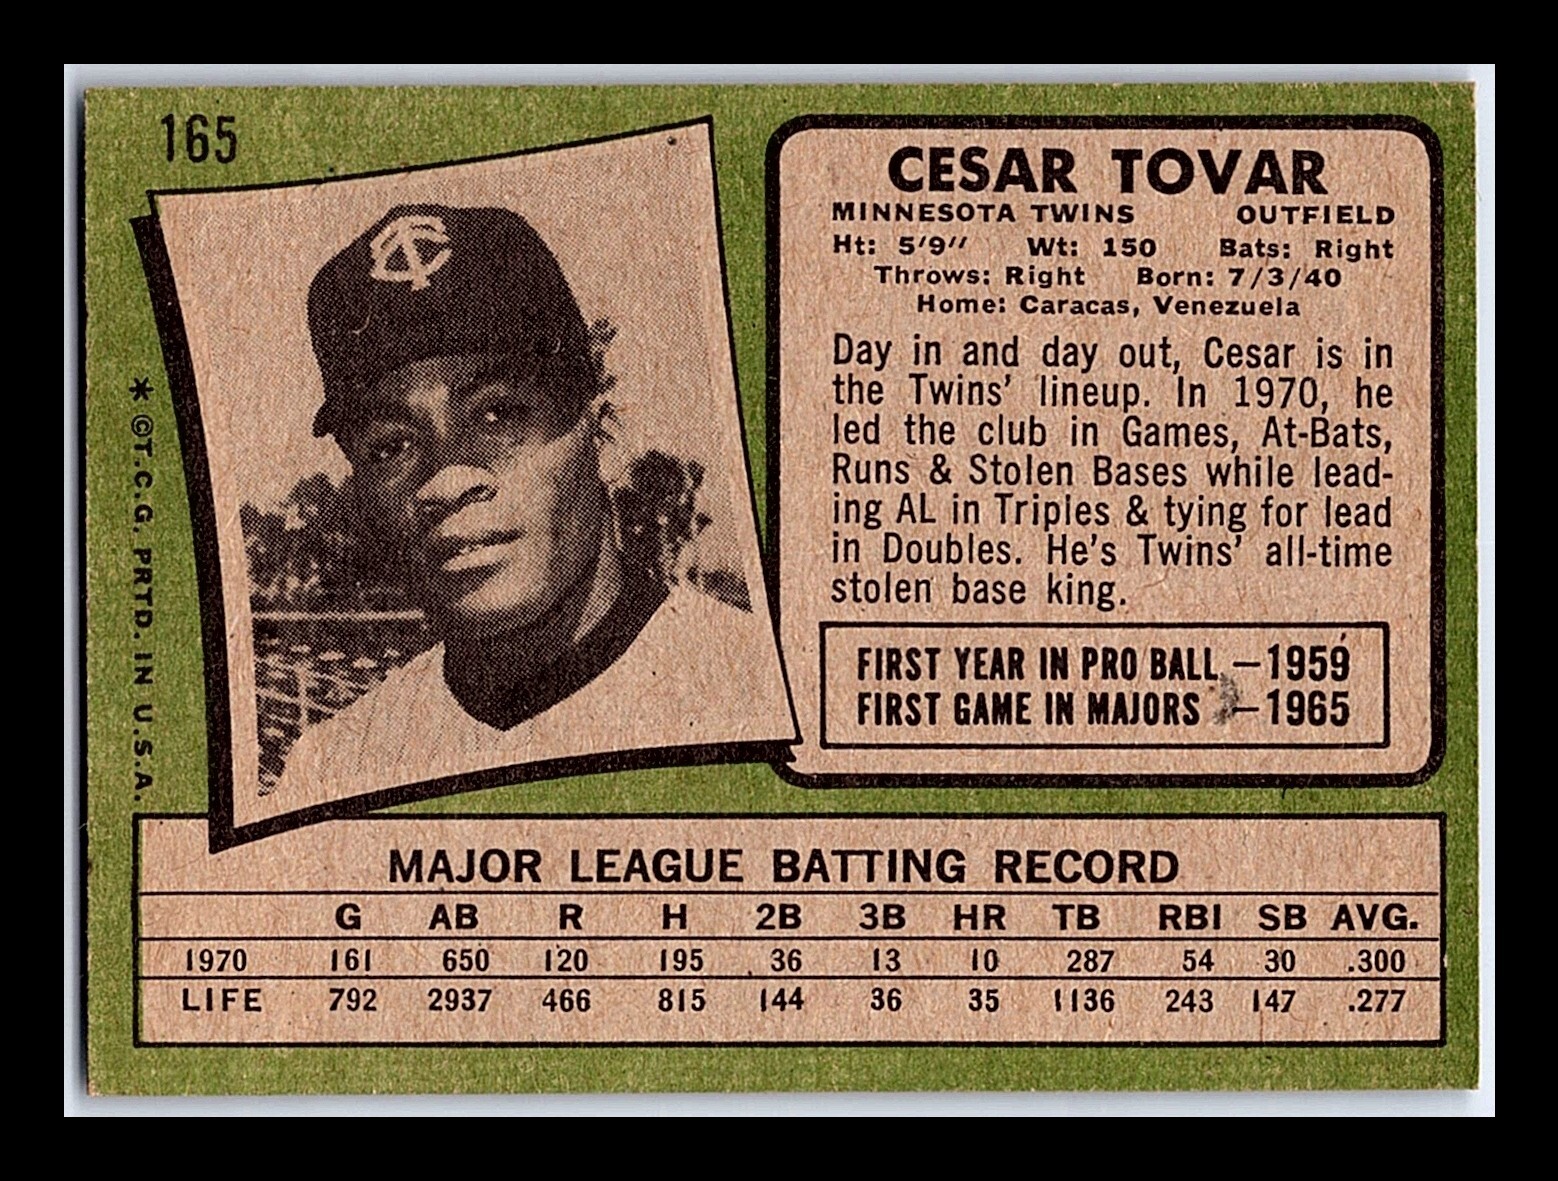 165
CESAR TOVAR
MINNESOTA TWINS OUTFIELD
Ht: 5'9" Wt: 150 Bats: Right
Throws: Right Born: 7/3/40
Home: Caracas, Venezuela
Day in and day out, Cesar is in
the Twins' lineup. In 1970, he
led the club in Games, At-Bats,
Runs & Stolen Bases while lead-
ing AL in Triples & tying for lead
in Doubles. He's Twins' all-time
stolen base king.
FIRST YEAR IN PRO BALL —1959
FIRST GAME IN MAJORS —1965
* ©T.C.G. PRTD. IN U.S.A.
TC
MAJOR LEAGUE BATTING RECORD
G AB R H 2B 3B HR TB RBI SB AVG.
1970 161 650 120 195 36 13 10 287 54 30 .300
LIFE 792 2937 466 815 144 36 35 1136 243 147 .277